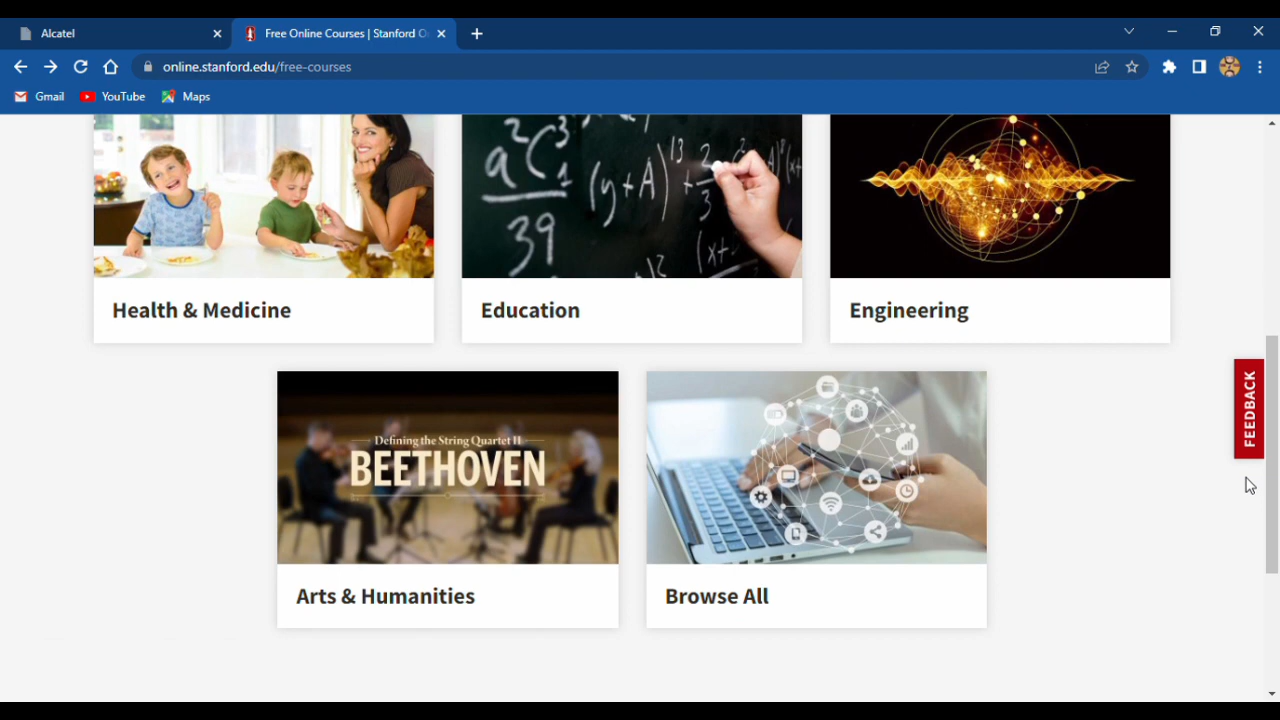 Alcatel
Free Online Courses | Stanford O
online.stanford.edu/free-courses
Gmail YouTube Maps
Health & Medicine
Education
Engineering
FEEDBACK
Defining the String Quartet II
BEETHOVEN
Arts & Humanities
Browse All